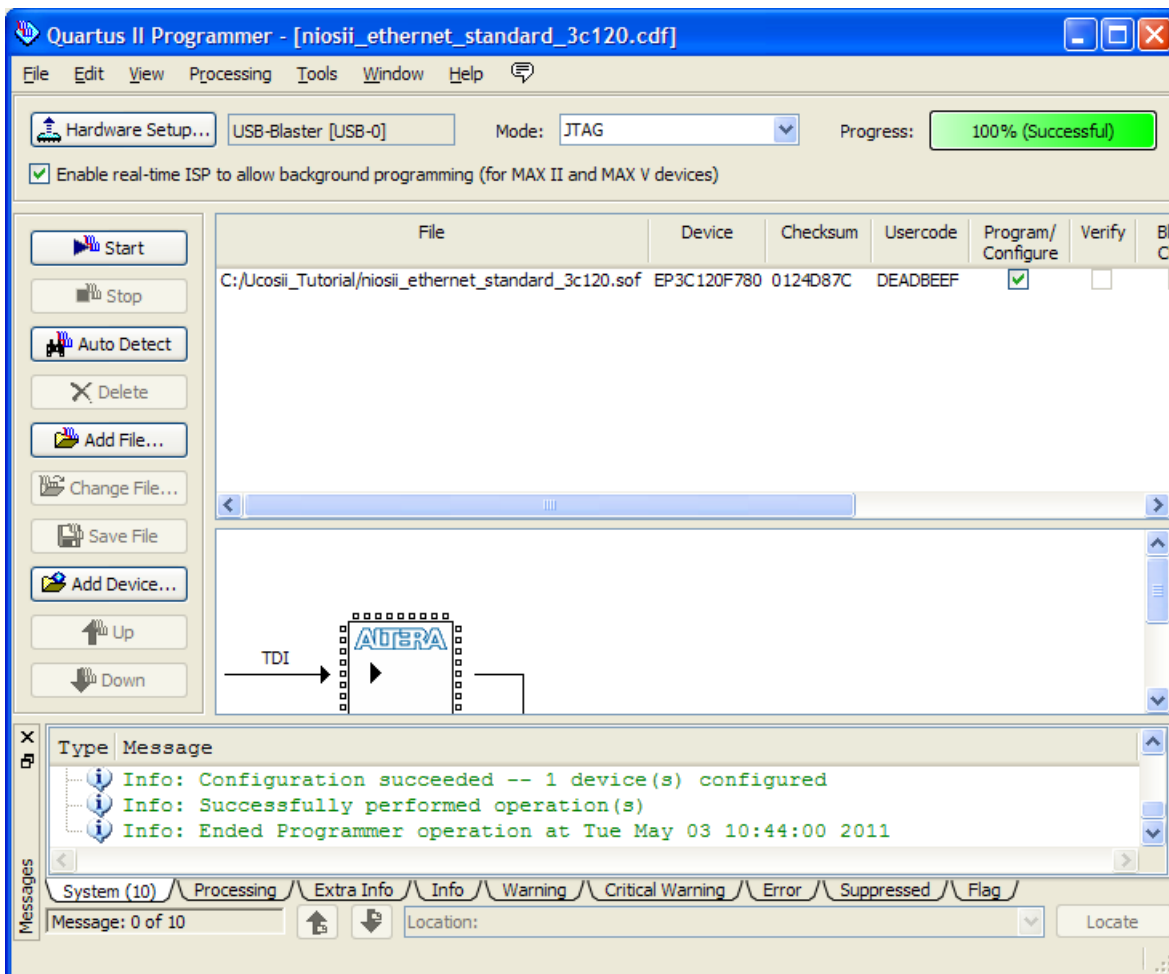 Quartus II Programmer - [niosii_ethernet_standard_3c120.cdf]
File Edit View Processing Tools Window Help
Hardware Setup... USB-Blaster [USB-0] Mode: JTAG Progress: 100% (Successful)
Enable real-time ISP to allow background programming (for MAX II and MAX V devices)
File Device Checksum Usercode Program/ Configure Verify
C:/Ucosii_Tutorial/niosii_ethernet_standard_3c120.sof EP3C120F780 0124D87C DEADBEEF
Start
Stop
Auto Detect
Delete
Add File...
Change File...
Save File
Add Device...
Up
Down
ALTERA
TDI
Type Message
Info: Configuration succeeded -- 1 device(s) configured
Info: Successfully performed operation(s)
Info: Ended Programmer operation at Tue May 03 10:44:00 2011
Messages
System (10) Processing Extra Info Info Warning Critical Warning Error Suppressed Flag
Message: 0 of 10 Location: Locate